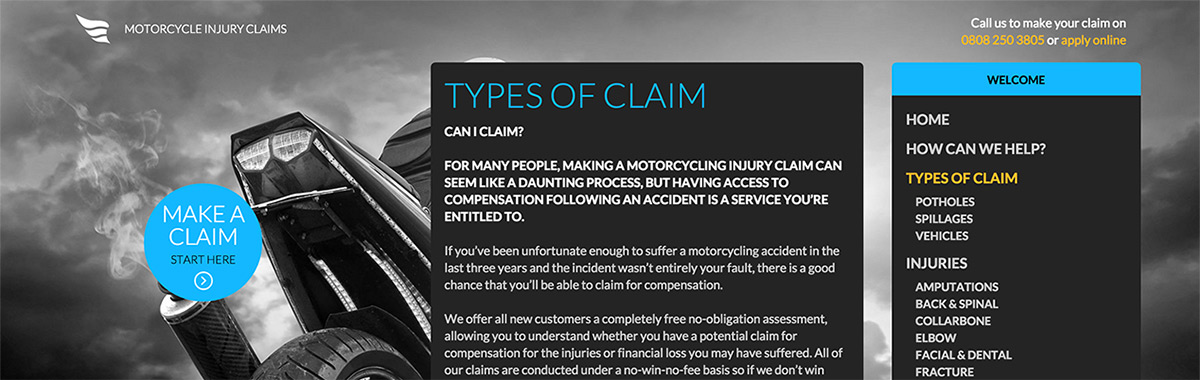 MOTORCYCLE INJURY CLAIMS
Call us to make your claim on
0808 250 3805 or apply online
MAKE A
CLAIM
START HERE
TYPES OF CLAIM
CAN I CLAIM?
FOR MANY PEOPLE, MAKING A MOTORCYCLING INJURY CLAIM CAN
SEEM LIKE A DAUNTING PROCESS, BUT HAVING ACCESS TO
COMPENSATION FOLLOWING AN ACCIDENT IS A SERVICE YOU’RE
ENTITLED TO.
If you’ve been unfortunate enough to suffer a motorcycling accident in the
last three years and the incident wasn’t entirely your fault, there is a good
chance that you’ll be able to claim for compensation.
We offer all new customers a completely free no-obligation assessment,
allowing you to understand whether you have a potential claim for
compensation for the injuries or financial loss you may have suffered. All of
our claims are conducted under a no-win-no-fee basis so if we don’t win
WELCOME
HOME
HOW CAN WE HELP?
TYPES OF CLAIM
POTHOLES
SPILLAGES
VEHICLES
INJURIES
AMPUTATIONS
BACK & SPINAL
COLLARBONE
ELBOW
FACIAL & DENTAL
FRACTURE